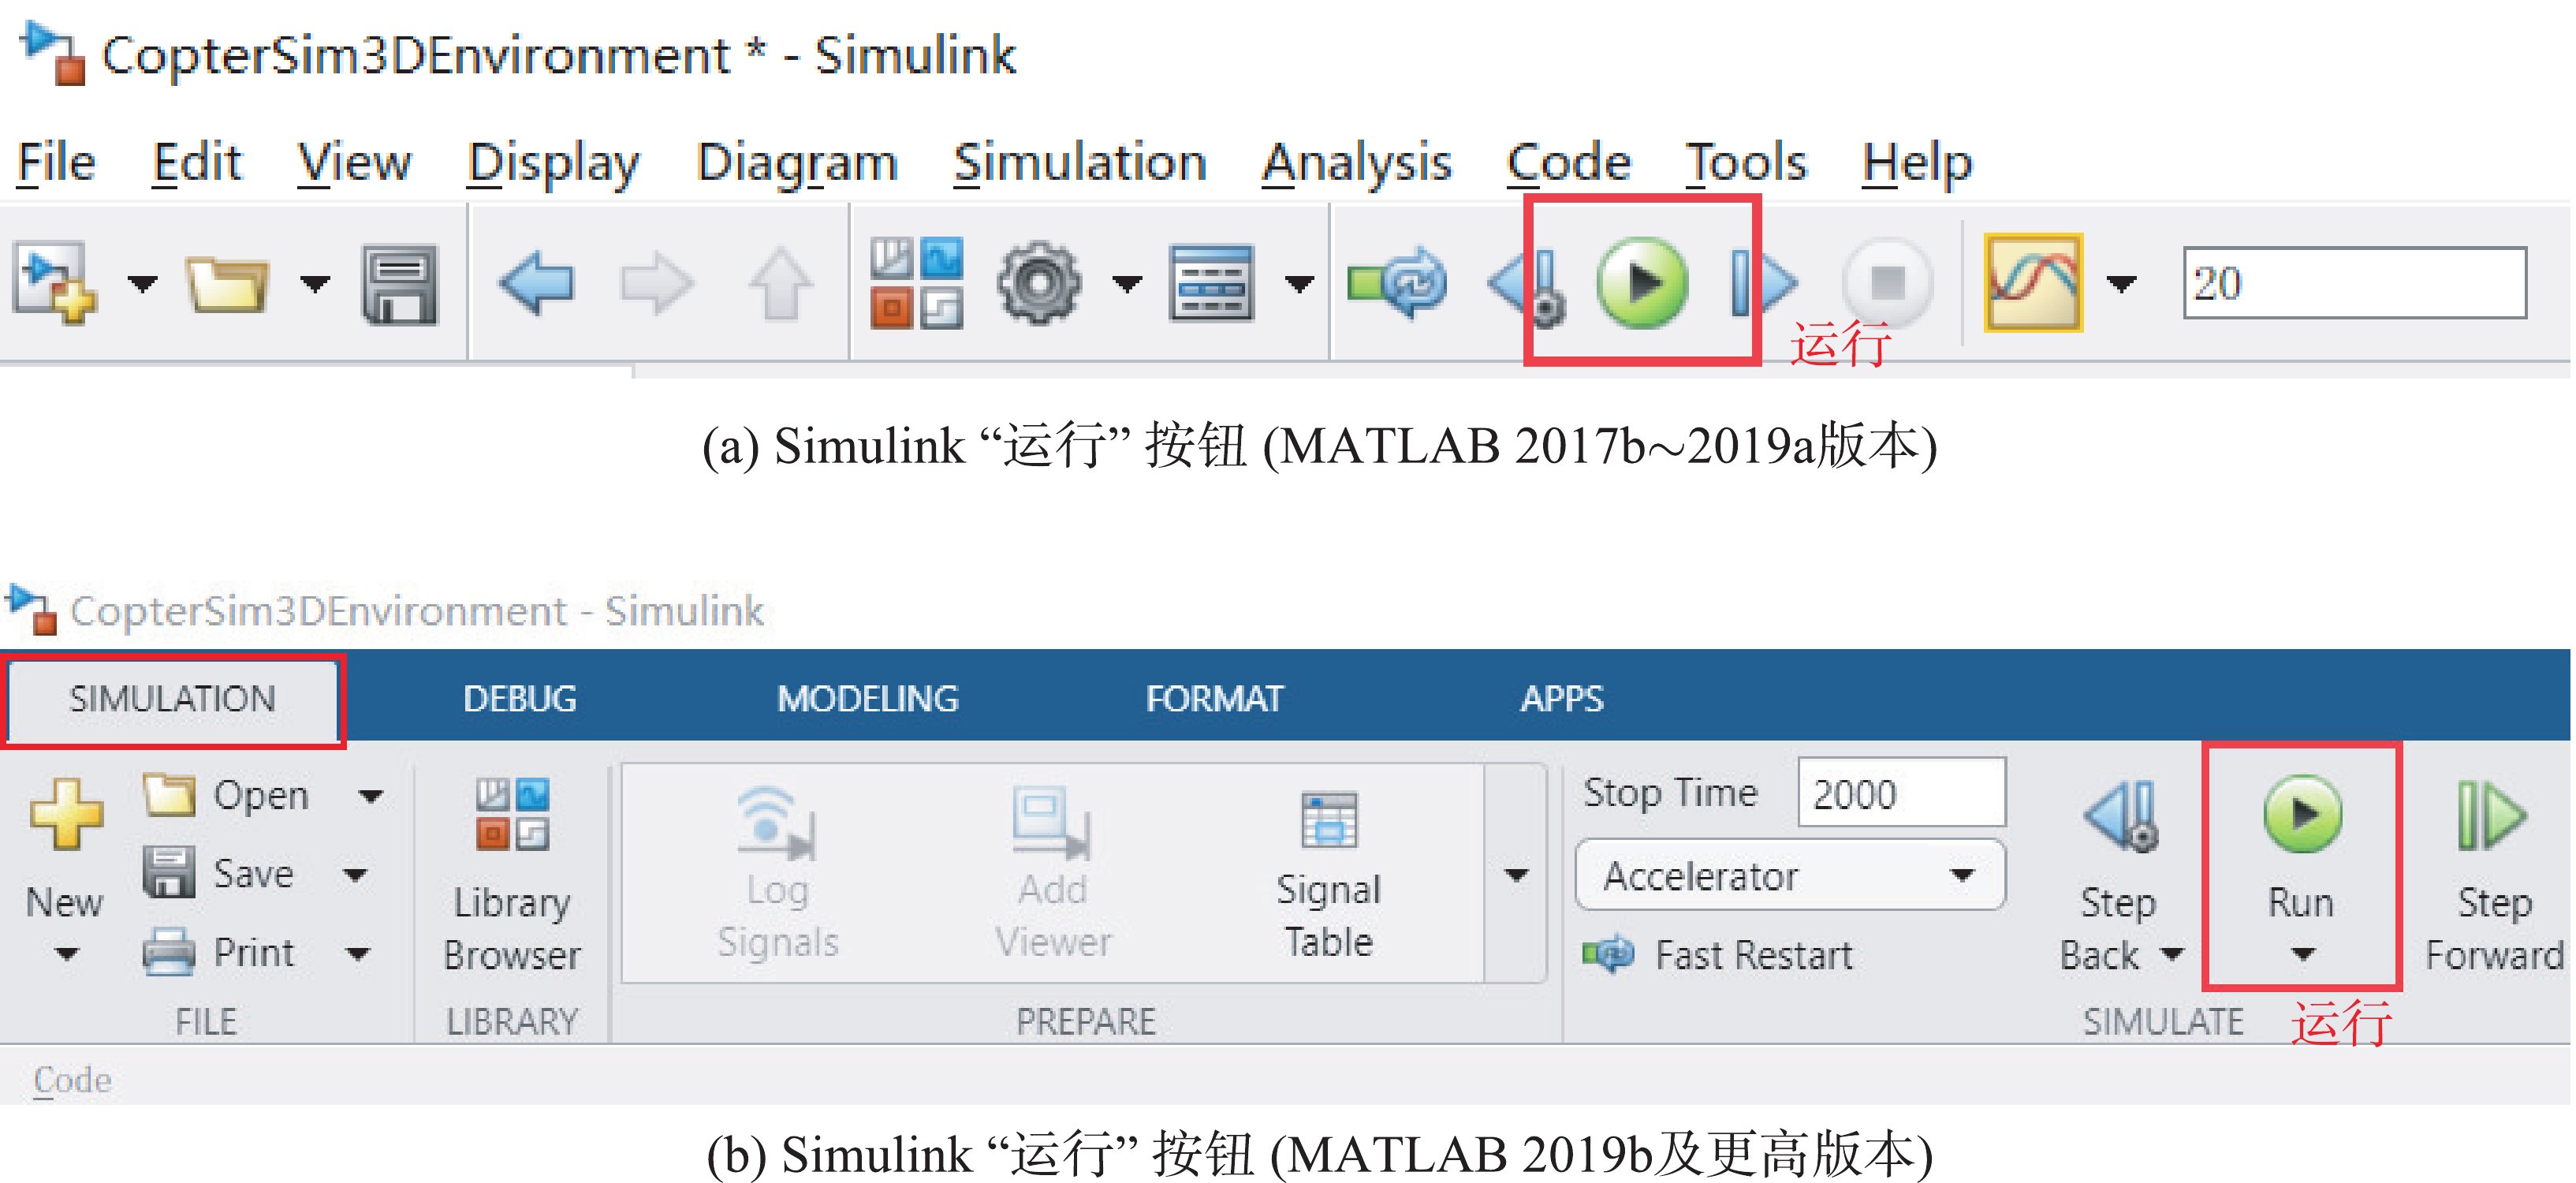 CopterSim3DEnvironment * - Simulink
File Edit View Display Diagram Simulation Analysis Code Tools Help
20
运行
(a) Simulink “运行” 按钮 (MATLAB 2017b~2019a版本)
CopterSim3DEnvironment - Simulink
SIMULATION DEBUG MODELING FORMAT APPS
New
Open
Save
Print
FILE
Library
Browser
LIBRARY
Log
Signals
Add
Viewer
Signal
Table
PREPARE
Stop Time 2000
Accelerator
Fast Restart
Step
Back
Run
Step
Forward
SIMULATE
运行
Code
(b) Simulink “运行” 按钮 (MATLAB 2019b及更高版本)